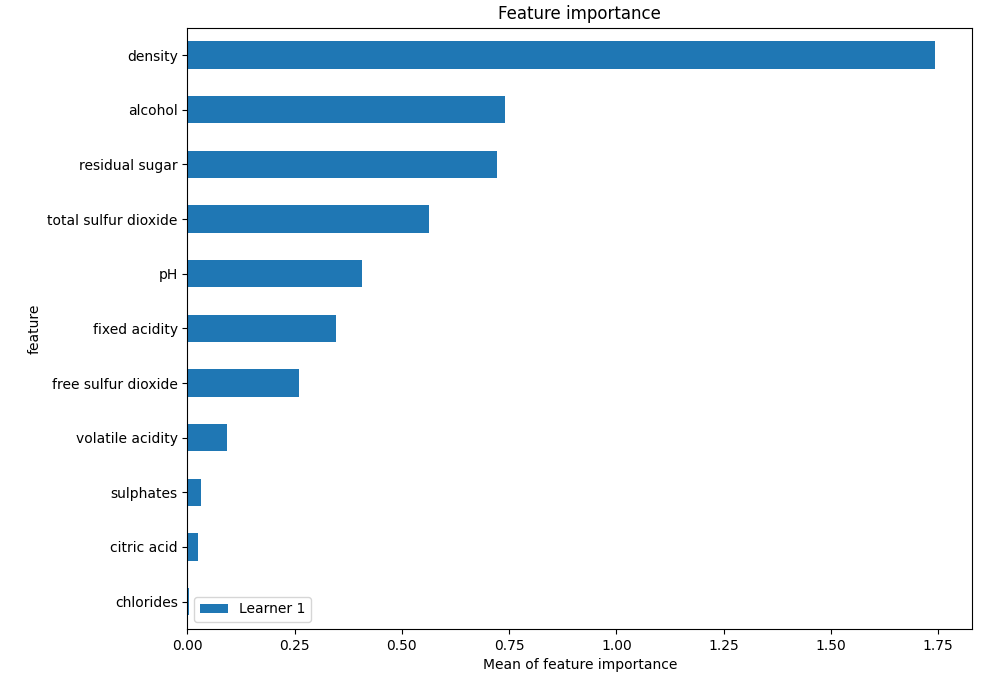 Feature importance
density
alcohol
residual sugar
total sulfur dioxide
pH
fixed acidity
free sulfur dioxide
volatile acidity
sulphates
citric acid
chlorides
feature
Learner 1
0.00 0.25 0.50 0.75 1.00 1.25 1.50 1.75
Mean of feature importance